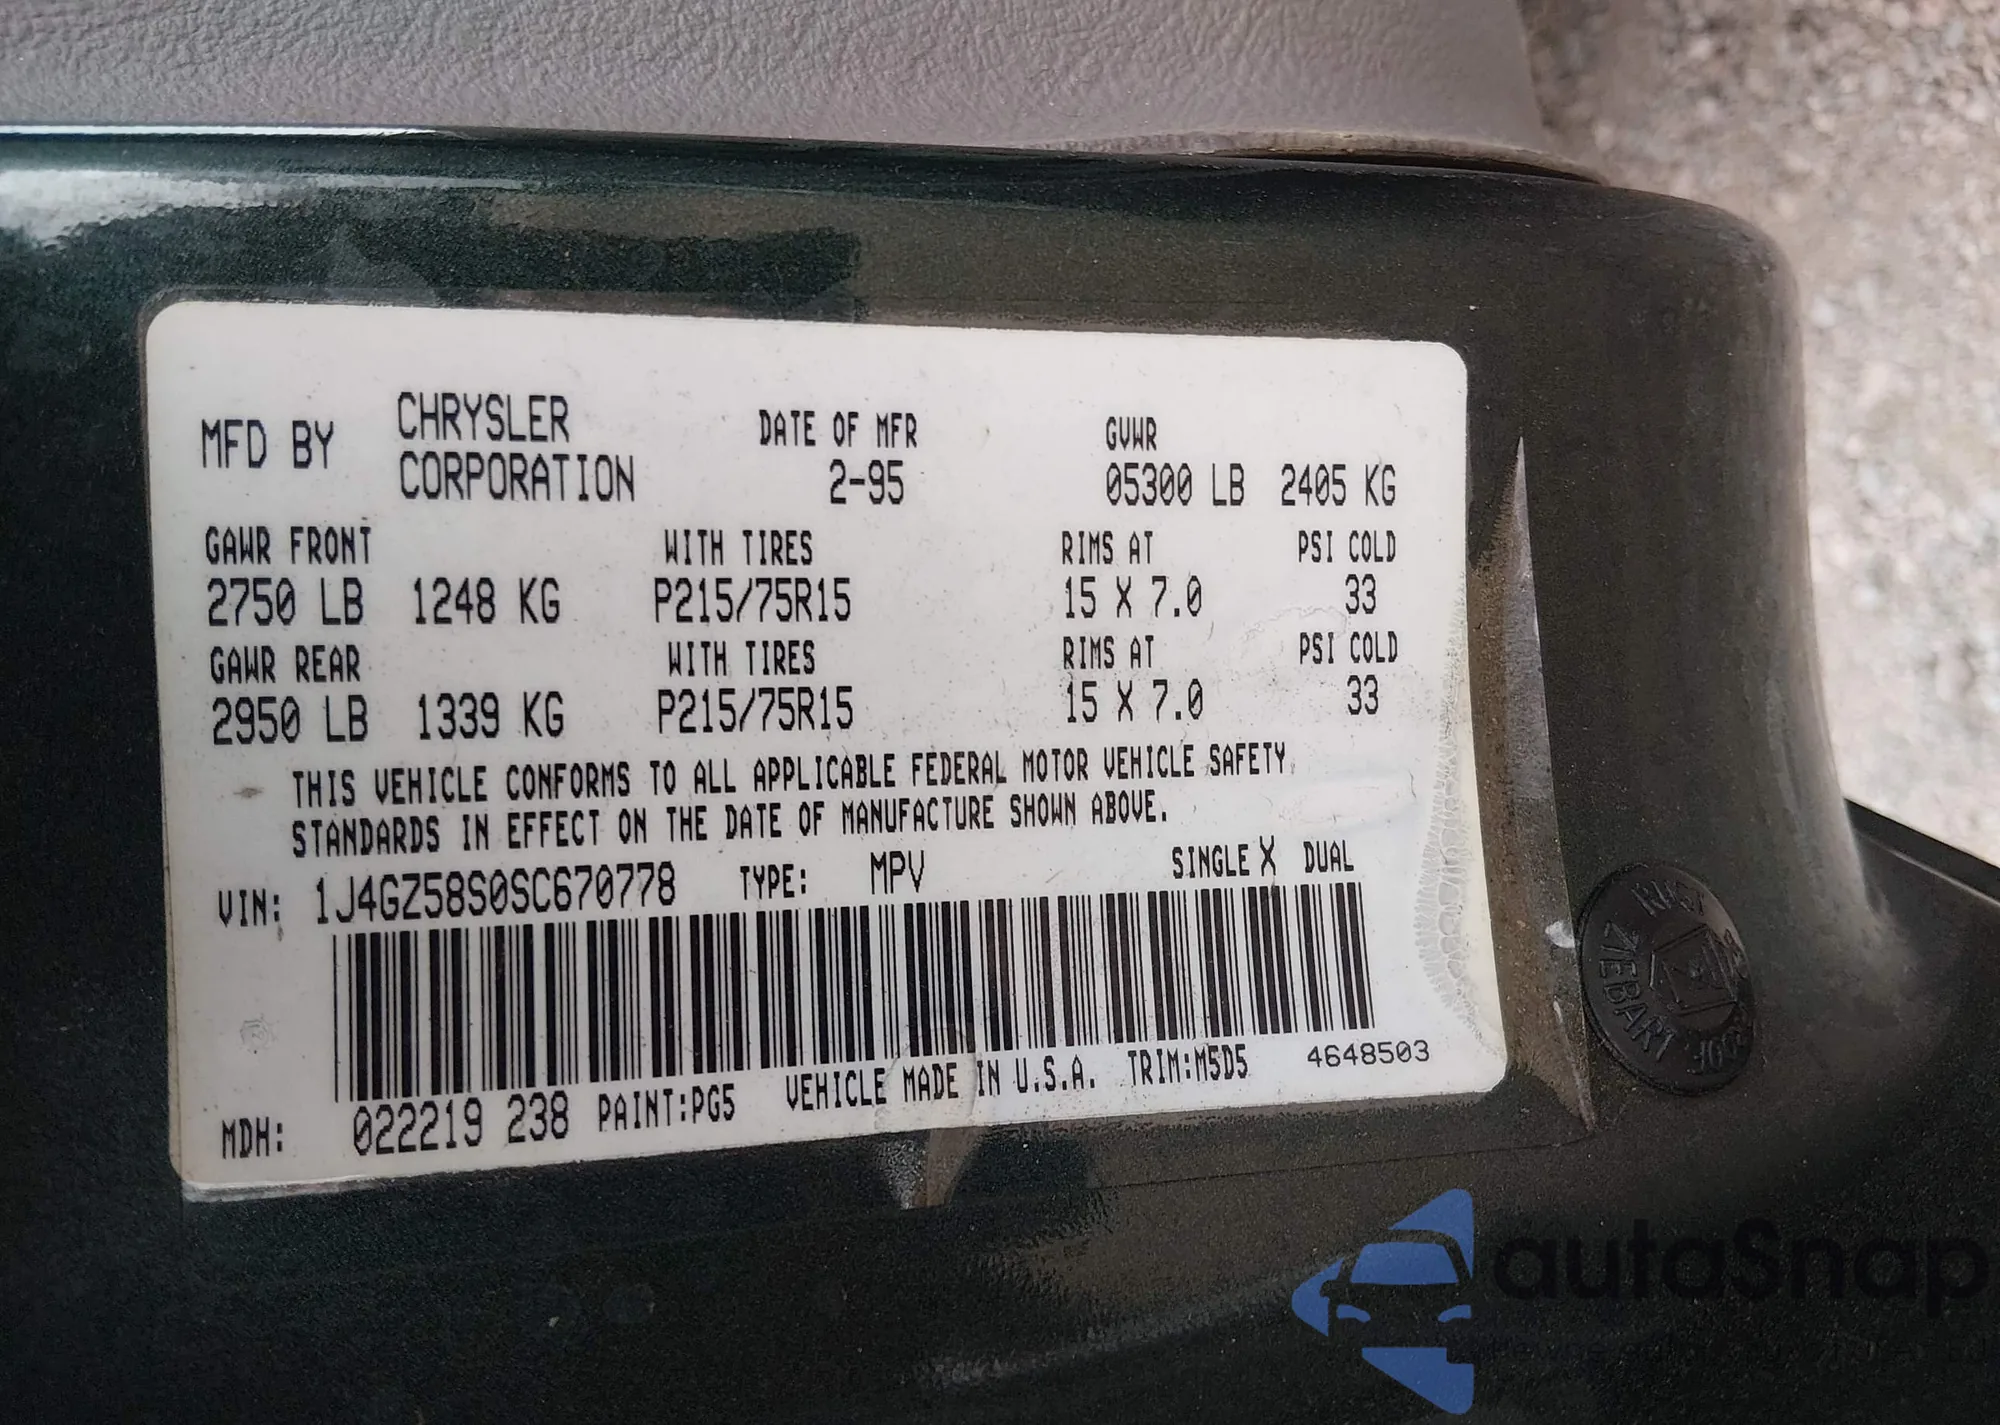 MFD BY CHRYSLER CORPORATION DATE OF MFR 2-95 GVWR 05300 LB 2405 KG
GAWR FRONT WITH TIRES RIMS AT PSI COLD
2750 LB 1248 KG P215/75R15 15 X 7.0 33
GAWR REAR WITH TIRES RIMS AT PSI COLD
2950 LB 1339 KG P215/75R15 15 X 7.0 33
THIS VEHICLE CONFORMS TO ALL APPLICABLE FEDERAL MOTOR VEHICLE SAFETY
STANDARDS IN EFFECT ON THE DATE OF MANUFACTURE SHOWN ABOVE.
VIN: 1J4GZ58S0SC670778 TYPE: MPV SINGLE X DUAL
MDH: 022219 238 PAINT:PG5 VEHICLE MADE IN U.S.A. TRIM:M5D5 4648503
ZIEBART
autoSnap